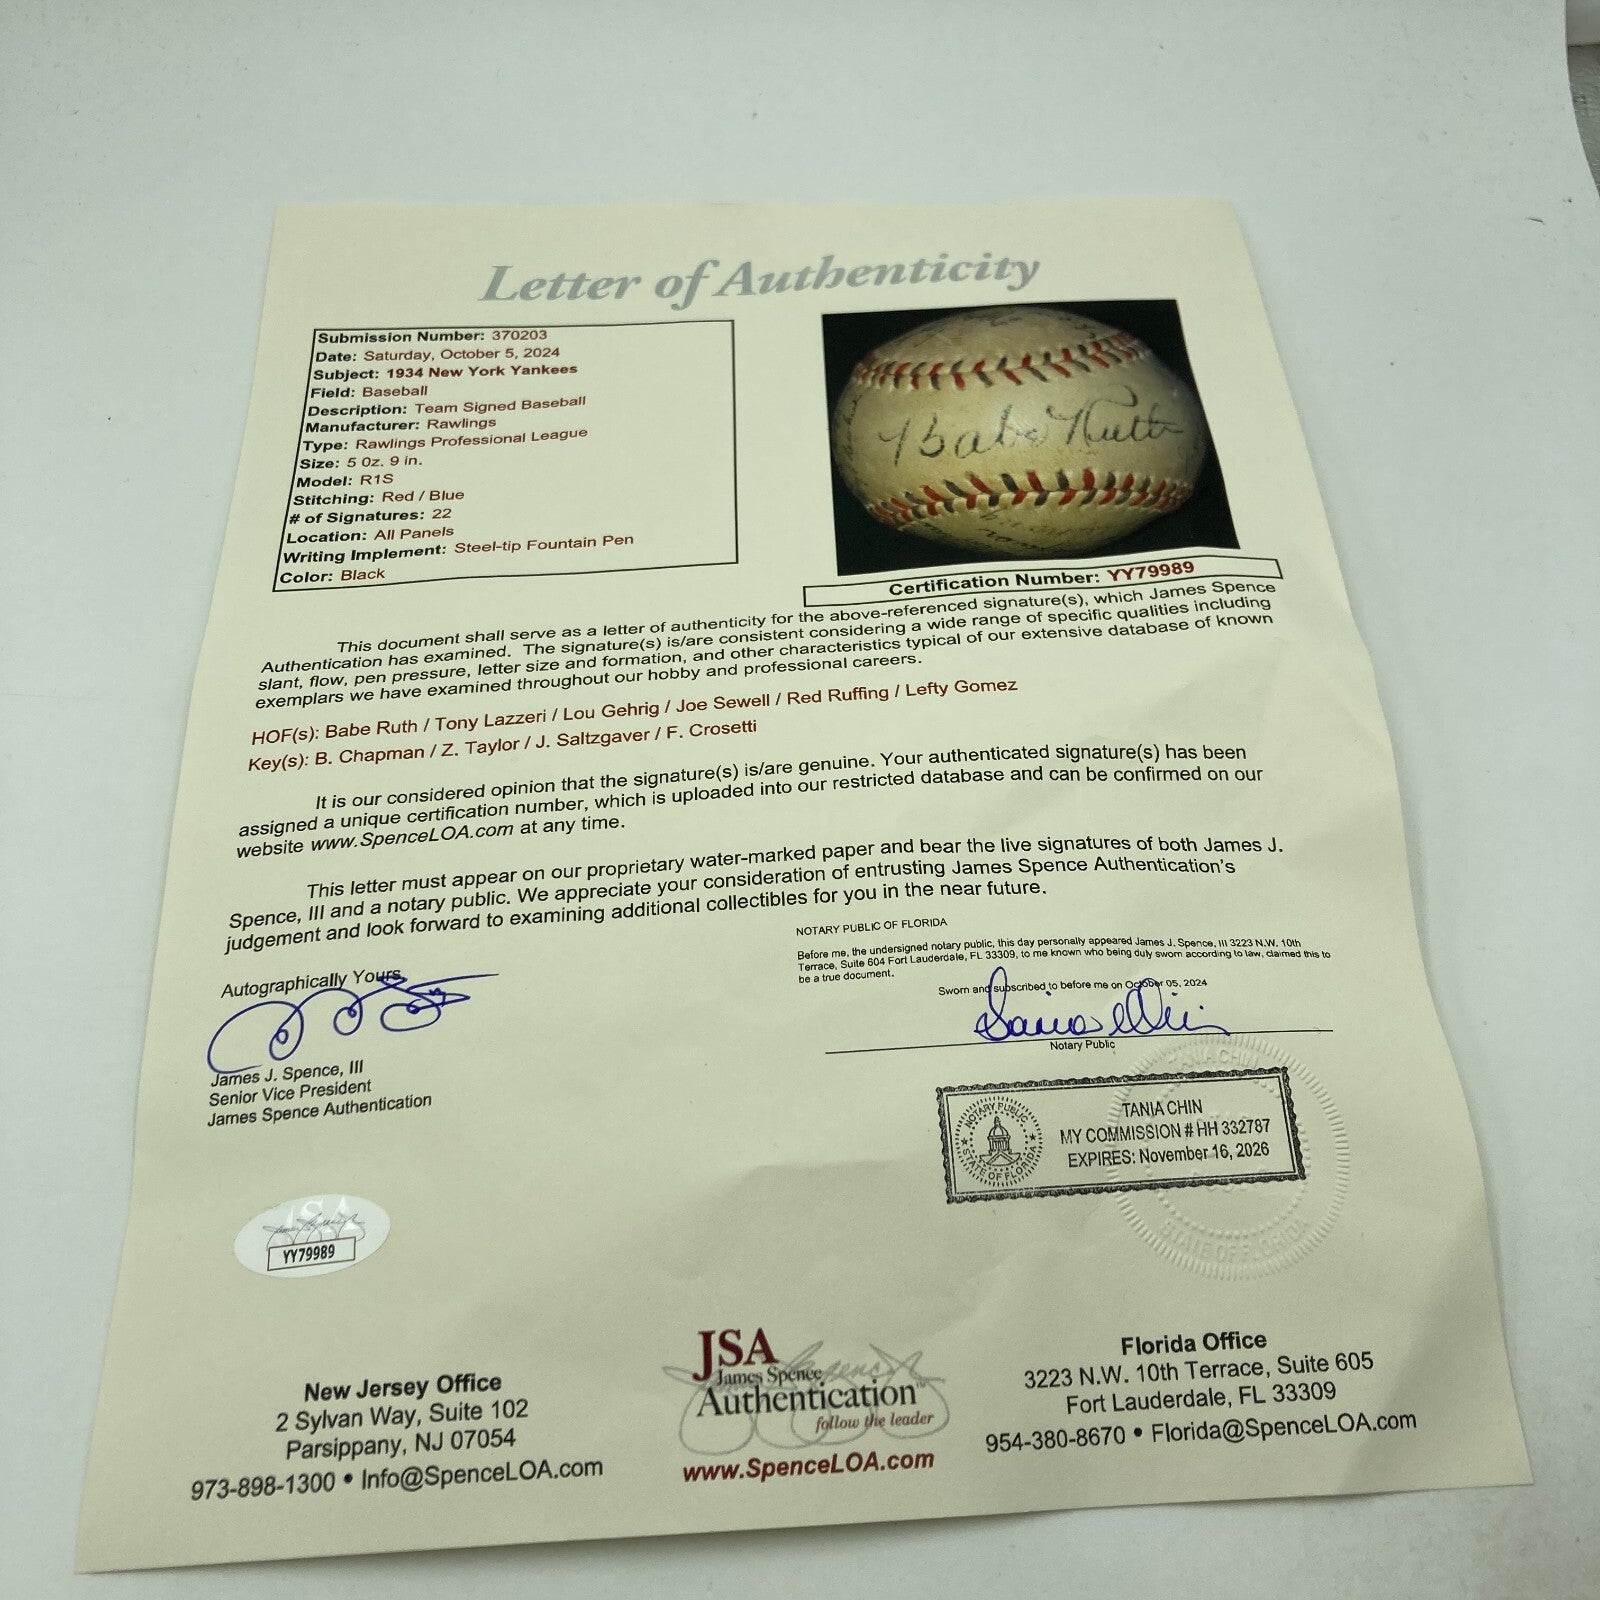 Letter of Authenticity
Submission Number: 370203
Date: Saturday, October 5, 2024
Subject: 1934 New York Yankees
Field: Baseball
Description: Team Signed Baseball
Manufacturer: Rawlings
Type: Rawlings Professional League
Size: 5 Oz. 9 in.
Model: R1S
Stitching: Red / Blue
# of Signatures: 22
Location: All Panels
Writing Implement: Steel-tip Fountain Pen
Color: Black
Babe Ruth
Certification Number: YY79989
This document shall serve as a letter of authenticity for the above-referenced signature(s), which James Spence
Authentication has examined. The signature(s) is/are consistent considering a wide range of specific qualities including
slant, flow, pen pressure, letter size and formation, and other characteristics typical of our extensive database of known
exemplars we have examined throughout our hobby and professional careers.
HOF(s): Babe Ruth / Tony Lazzeri / Lou Gehrig / Joe Sewell / Red Ruffing / Lefty Gomez
Key(s): B. Chapman / Z. Taylor / J. Saltzgaver / F. Crosetti
It is our considered opinion that the signature(s) is/are genuine. Your authenticated signature(s) has been
assigned a unique certification number, which is uploaded into our restricted database and can be confirmed on our
website www.SpenceLOA.com at any time.
This letter must appear on our proprietary water-marked paper and bear the live signatures of both James J.
Spence, III and a notary public. We appreciate your consideration of entrusting James Spence Authentication's
judgement and look forward to examining additional collectibles for you in the near future.
NOTARY PUBLIC OF FLORIDA
Before me, the undersigned notary public, this day personally appeared James J. Spence, III 3223 N.W. 10th
Terrace, Suite 604 Fort Lauderdale, FL 33309, to me known who being duly sworn according to law, claimed this to
be a true document.
Sworn and subscribed to before me on October 05, 2024
Tania Chin
Notary Public
Autographically Yours,
James J. Spence, III
Senior Vice President
James Spence Authentication
TANIA CHIN
NOTARY PUBLIC
STATE OF FLORIDA
TANIA CHIN
MY COMMISSION # HH 332787
EXPIRES: November 16, 2026
STATE OF FLORIDA
JSA
YY79989
New Jersey Office
2 Sylvan Way, Suite 102
Parsippany, NJ 07054
973-898-1300 • Info@SpenceLOA.com
JSA
James Spence
Authentication™
follow the leader
www.SpenceLOA.com
Florida Office
3223 N.W. 10th Terrace, Suite 605
Fort Lauderdale, FL 33309
954-380-8670 • Florida@SpenceLOA.com